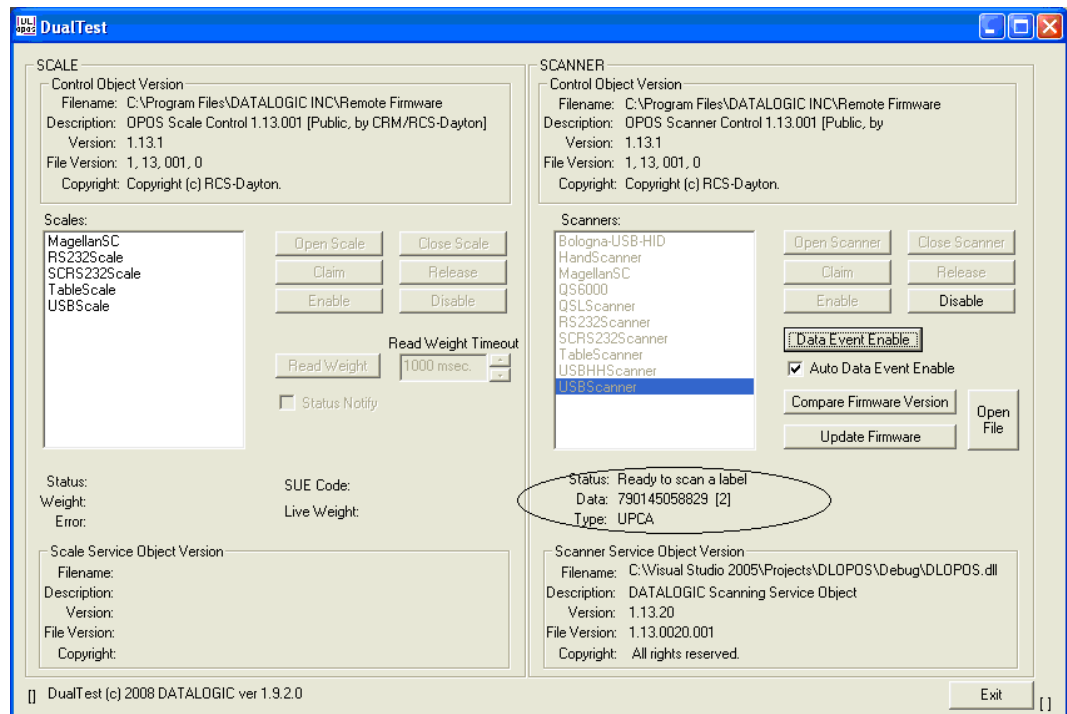 UL
opos DualTest
SCALE
Control Object Version
Filename: C:\Program Files\DATALOGIC INC\Remote Firmware
Description: OPOS Scale Control 1.13.001 [Public, by CRM/RCS-Dayton]
Version: 1.13.1
File Version: 1, 13, 001, 0
Copyright: Copyright (c) RCS-Dayton.
Scales:
MagellanSC
RS232Scale
SCRS232Scale
TableScale
USBScale
Open Scale Close Scale
Claim Release
Enable Disable
Read Weight Timeout
Read Weight 1000 msec.
Status Notify
Status:
Weight:
Error:
SUE Code:
Live Weight:
Scale Service Object Version
Filename:
Description:
Version:
File Version:
Copyright:
SCANNER
Control Object Version
Filename: C:\Program Files\DATALOGIC INC\Remote Firmware
Description: OPOS Scanner Control 1.13.001 [Public, by
Version: 1.13.1
File Version: 1, 13, 001, 0
Copyright: Copyright (c) RCS-Dayton.
Scanners:
Bologna-USB-HID
HandScanner
MagellanSC
QS6000
QSLScanner
RS232Scanner
SCRS232Scanner
TableScanner
USBHHScanner
USBScanner
Open Scanner Close Scanner
Claim Release
Enable Disable
Data Event Enable
Auto Data Event Enable
Compare Firmware Version
Update Firmware
Open
File
Status: Ready to scan a label
Data: 790145058829 [2]
Type: UPCA
Scanner Service Object Version
Filename: C:\Visual Studio 2005\Projects\DLOPOS\Debug\DLOPOS.dll
Description: DATALOGIC Scanning Service Object
Version: 1.13.20
File Version: 1.13.0020.001
Copyright: All rights reserved.
[] DualTest (c) 2008 DATALOGIC ver 1.9.2.0
Exit
[ ]